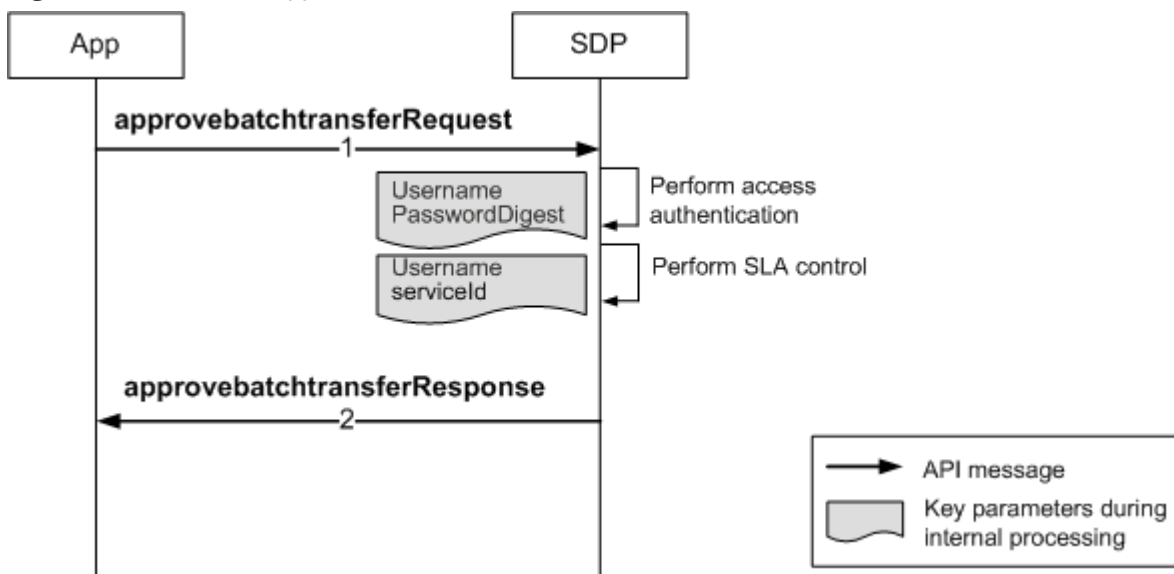 App
SDP
approvebatchtransferRequest
1
Username
PasswordDigest
Perform access
authentication
Username
serviceId
Perform SLA control
approvebatchtransferResponse
2
API message
Key parameters during
internal processing